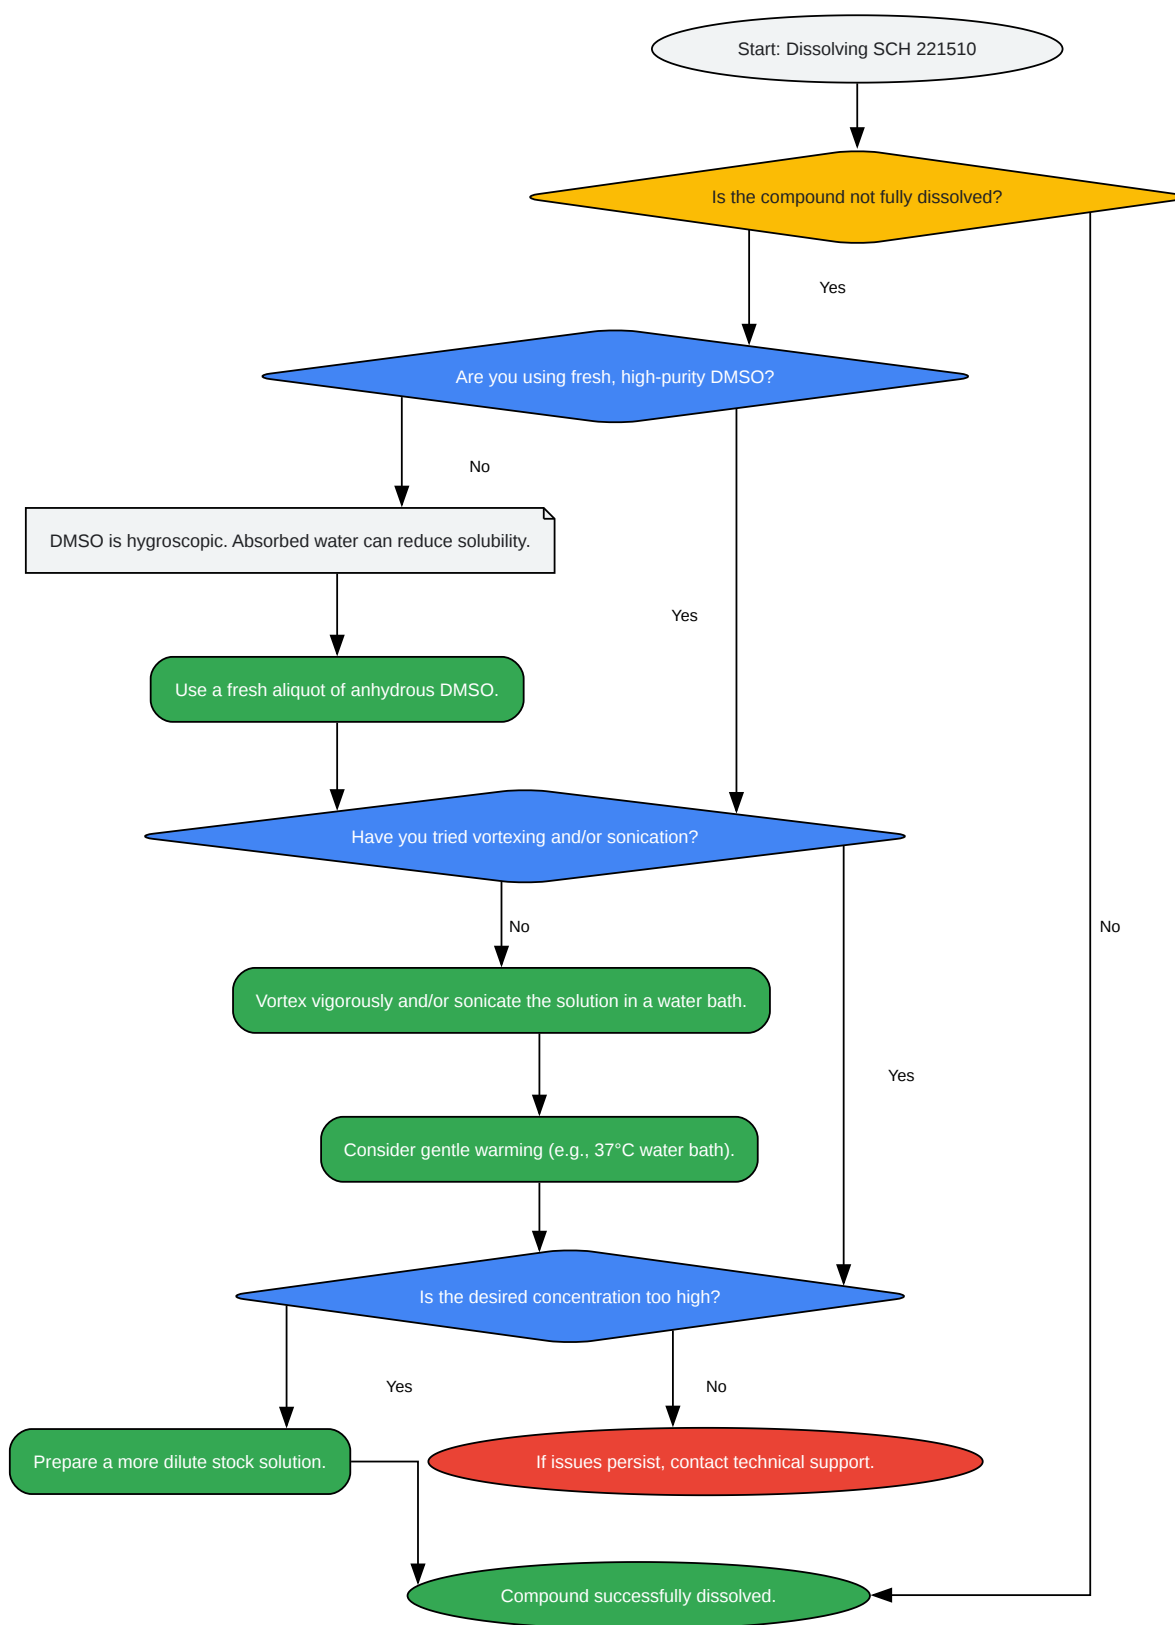 Start: Dissolving SCH 221510
Is the compound not fully dissolved?
Yes
Are you using fresh, high-purity DMSO?
No
DMSO is hygroscopic. Absorbed water can reduce solubility.
Yes
Use a fresh aliquot of anhydrous DMSO.
Have you tried vortexing and/or sonication?
No
No
Vortex vigorously and/or sonicate the solution in a water bath.
Yes
Consider gentle warming (e.g., 37°C water bath).
Is the desired concentration too high?
Yes
No
Prepare a more dilute stock solution.
If issues persist, contact technical support.
Compound successfully dissolved.